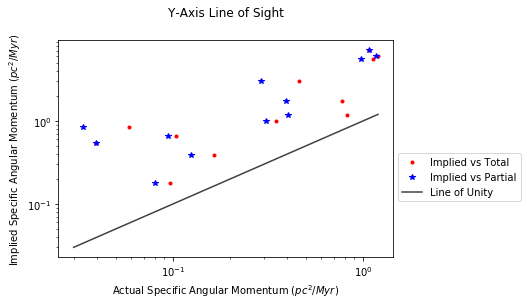 Y-Axis Line of Sight
Implied Specific Angular Momentum (pc²/Myr)
10⁰
10⁻¹
10⁻¹
10⁰
Actual Specific Angular Momentum (pc²/Myr)
Implied vs Total
Implied vs Partial
Line of Unity